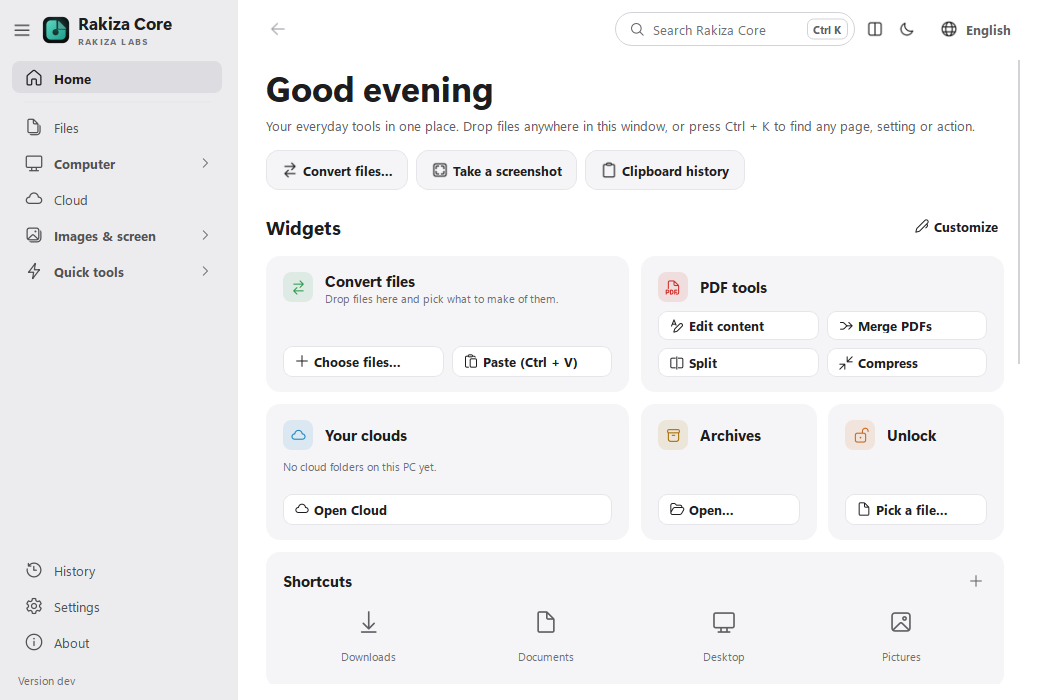 Rakiza Core
RAKIZA LABS
Home
Files
Computer
Cloud
Images & screen
Quick tools
History
Settings
About
Version dev
Search Rakiza Core
Ctrl K
English
Good evening
Your everyday tools in one place. Drop files anywhere in this window, or press Ctrl + K to find any page, setting or action.
Convert files...
Take a screenshot
Clipboard history
Widgets
Customize
Convert files
Drop files here and pick what to make of them.
Choose files...
Paste (Ctrl + V)
PDF
PDF tools
Edit content
Merge PDFs
Split
Compress
Your clouds
No cloud folders on this PC yet.
Open Cloud
Archives
Open...
Unlock
Pick a file...
Shortcuts
Downloads
Documents
Desktop
Pictures